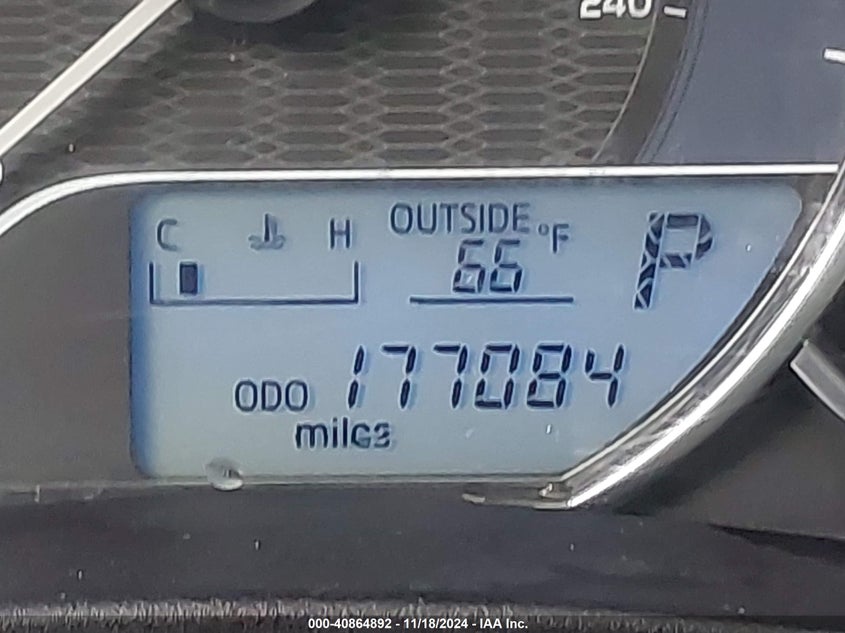 240
C H OUTSIDE °F P
66
ODO 177084
miles
000-40864892 - 11/18/2024 - IAA Inc.